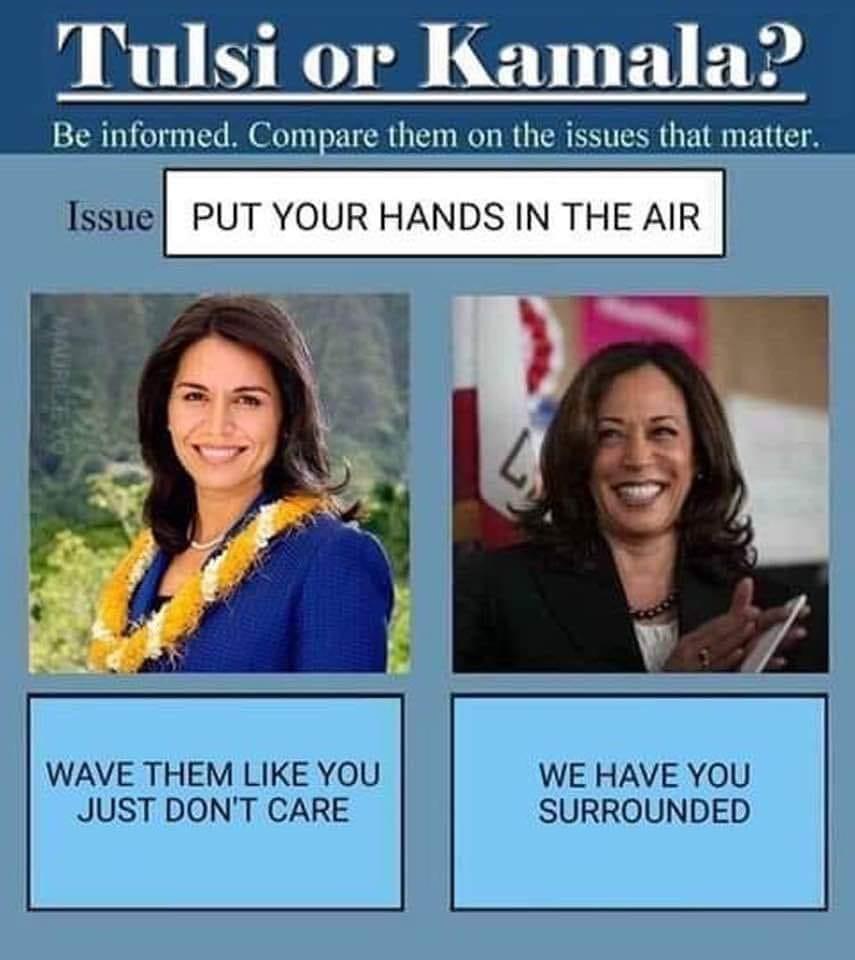 Tulsi or Kamala?
Be informed. Compare them on the issues that matter.
Issue PUT YOUR HANDS IN THE AIR
WAVE THEM LIKE YOU
JUST DON'T CARE
WE HAVE YOU
SURROUNDED